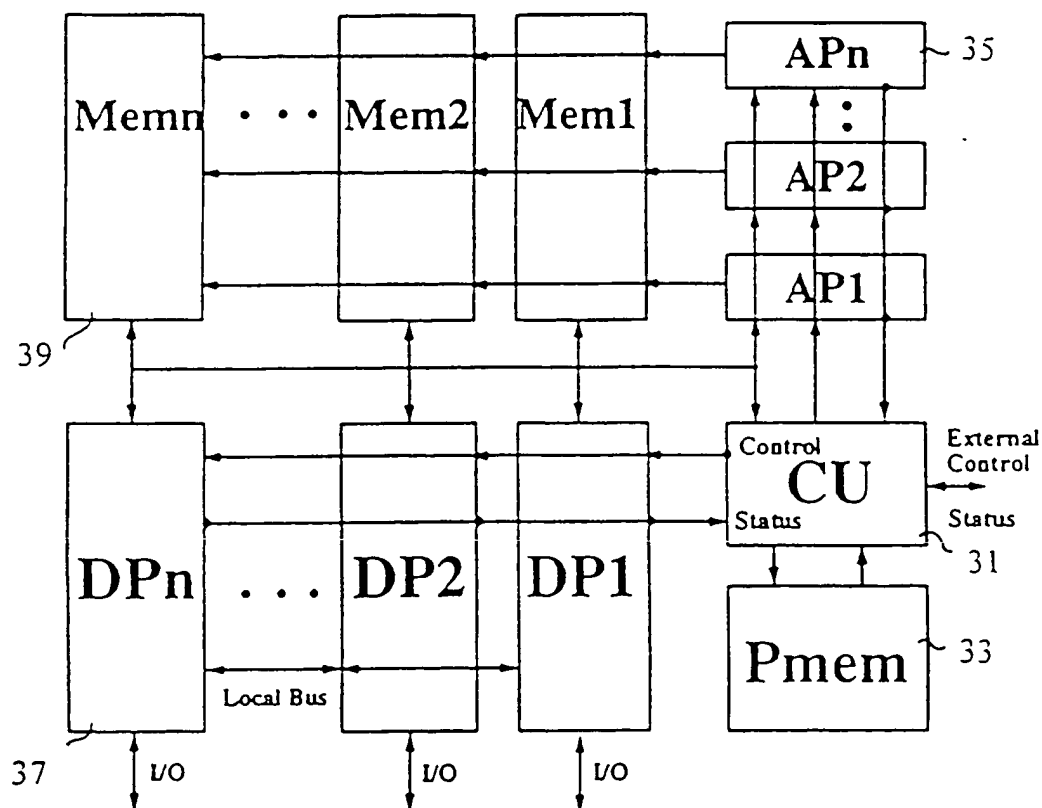 APn
35
Memn
• • •
Mem2
Mem1
AP2
AP1
39
Control
External
Control
CU
Status
Status
31
DPn
• • •
DP2
DP1
Pmem
33
Local Bus
37
I/O
I/O
I/O